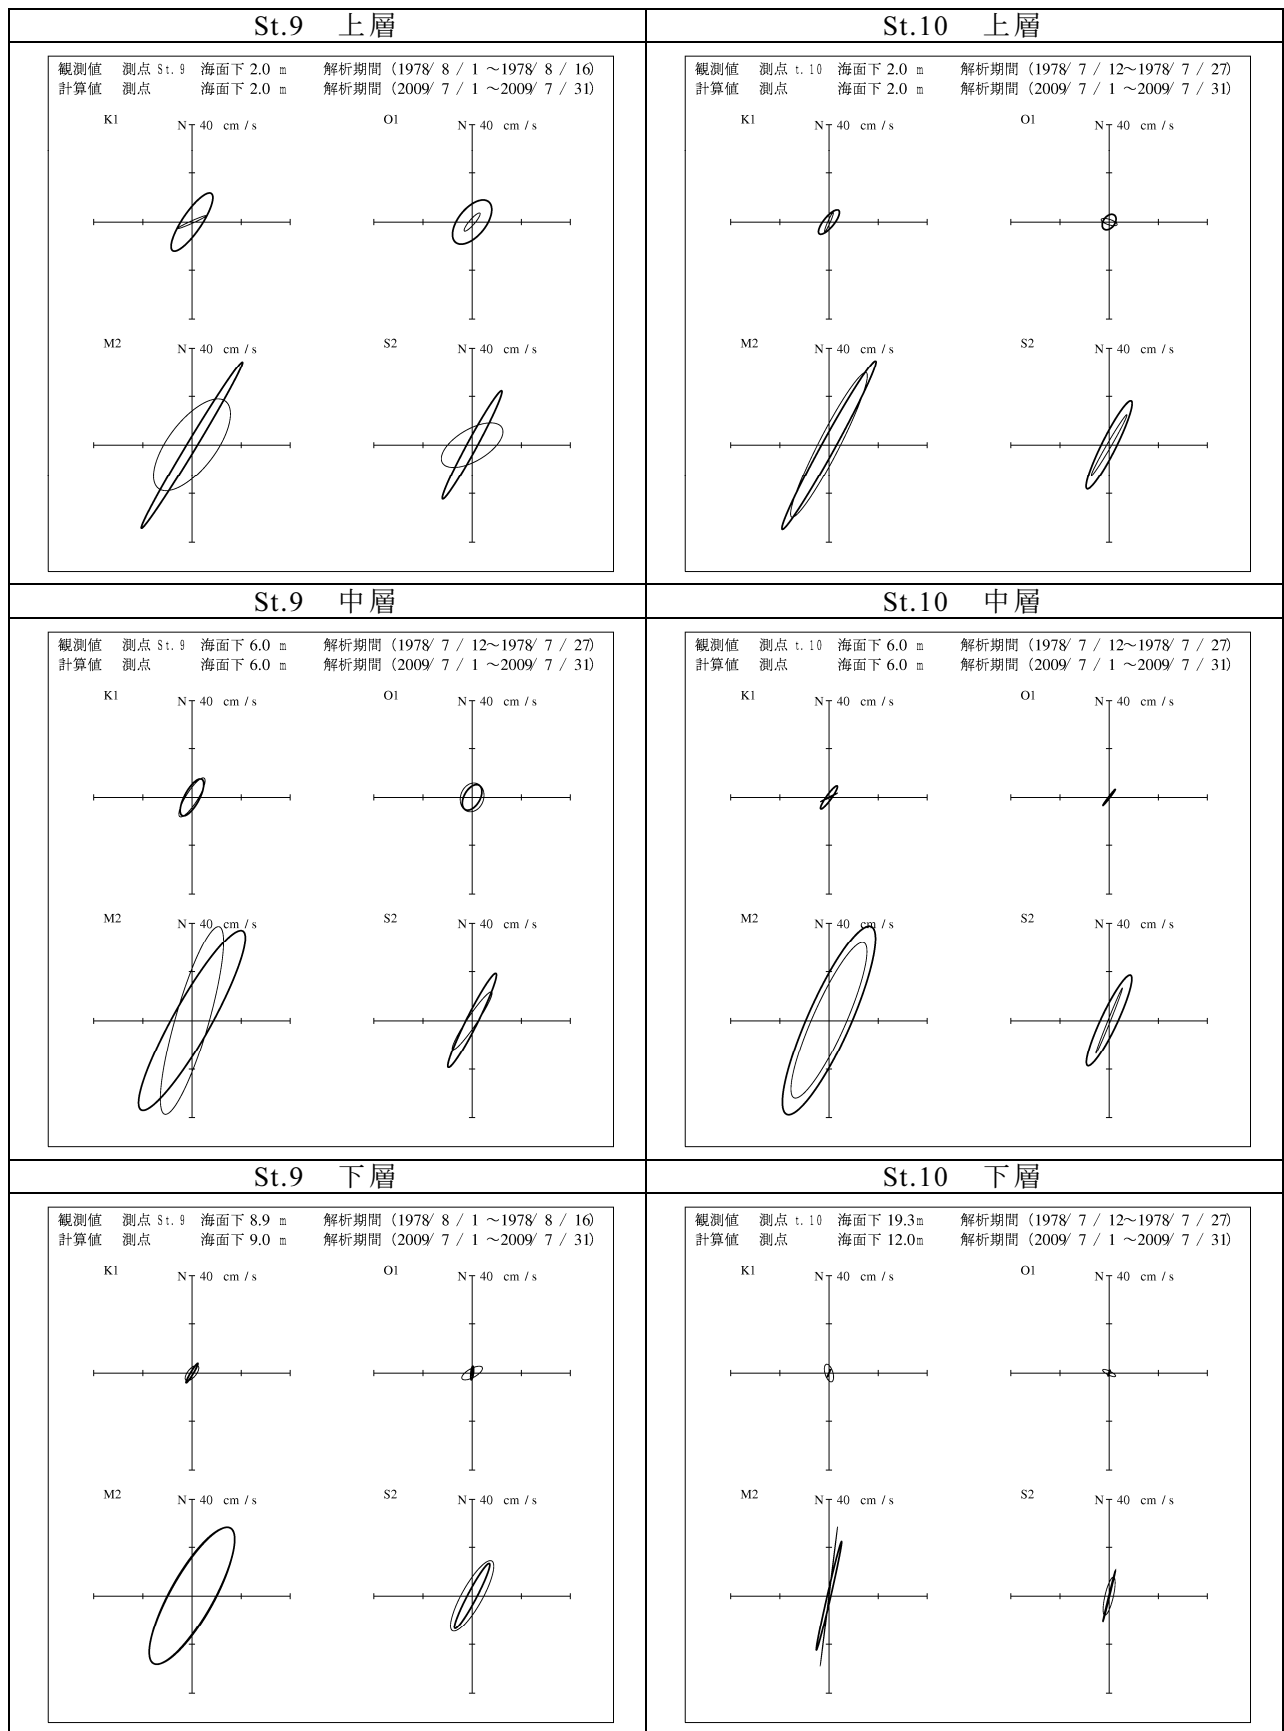 St.9 上層
観測値 測点 St. 9 海面下 2.0 m 解析期間 (1978/ 8 / 1 ～1978/ 8 / 16)
計算値 測点 海面下 2.0 m 解析期間 (2009/ 7 / 1 ～2009/ 7 / 31)
K1 N 40 cm / s O1 N 40 cm / s
M2 N 40 cm / s S2 N 40 cm / s
St.10 上層
観測値 測点 t. 10 海面下 2.0 m 解析期間 (1978/ 7 / 12～1978/ 7 / 27)
計算値 測点 海面下 2.0 m 解析期間 (2009/ 7 / 1 ～2009/ 7 / 31)
K1 N 40 cm / s O1 N 40 cm / s
M2 N 40 cm / s S2 N 40 cm / s
St.9 中層
観測値 測点 St. 9 海面下 6.0 m 解析期間 (1978/ 7 / 12～1978/ 7 / 27)
計算値 測点 海面下 6.0 m 解析期間 (2009/ 7 / 1 ～2009/ 7 / 31)
K1 N 40 cm / s O1 N 40 cm / s
M2 N 40 cm / s S2 N 40 cm / s
St.10 中層
観測値 測点 t. 10 海面下 6.0 m 解析期間 (1978/ 7 / 12～1978/ 7 / 27)
計算値 測点 海面下 6.0 m 解析期間 (2009/ 7 / 1 ～2009/ 7 / 31)
K1 N 40 cm / s O1 N 40 cm / s
M2 N 40 cm / s S2 N 40 cm / s
St.9 下層
観測値 測点 St. 9 海面下 8.9 m 解析期間 (1978/ 8 / 1 ～1978/ 8 / 16)
計算値 測点 海面下 9.0 m 解析期間 (2009/ 7 / 1 ～2009/ 7 / 31)
K1 N 40 cm / s O1 N 40 cm / s
M2 N 40 cm / s S2 N 40 cm / s
St.10 下層
観測値 測点 t. 10 海面下 19.3m 解析期間 (1978/ 7 / 12～1978/ 7 / 27)
計算値 測点 海面下 12.0m 解析期間 (2009/ 7 / 1 ～2009/ 7 / 31)
K1 N 40 cm / s O1 N 40 cm / s
M2 N 40 cm / s S2 N 40 cm / s